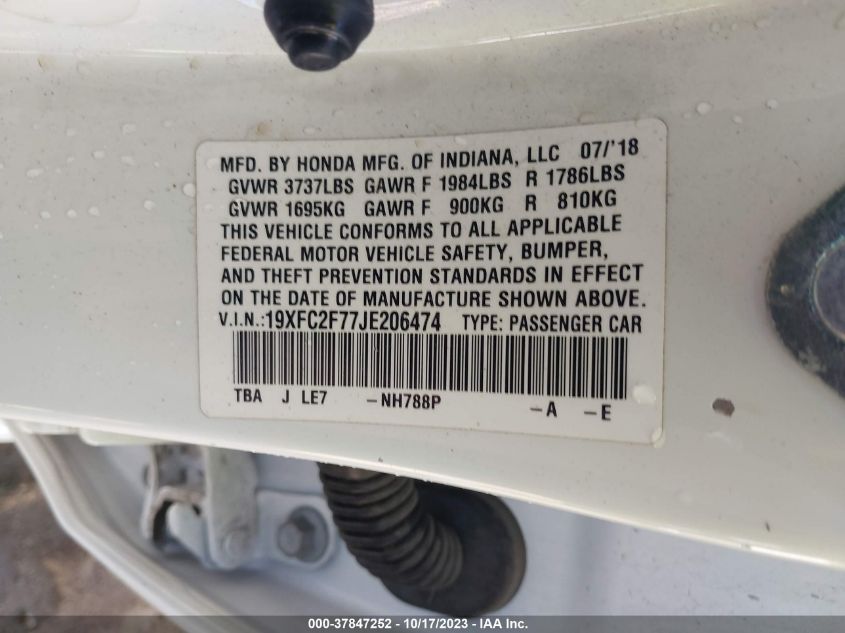 MFD. BY HONDA MFG. OF INDIANA, LLC 07/'18
GVWR 3737LBS GAWR F 1984LBS R 1786LBS
GVWR 1695KG GAWR F 900KG R 810KG
THIS VEHICLE CONFORMS TO ALL APPLICABLE
FEDERAL MOTOR VEHICLE SAFETY, BUMPER,
AND THEFT PREVENTION STANDARDS IN EFFECT
ON THE DATE OF MANUFACTURE SHOWN ABOVE.
V.I.N.:19XFC2F77JE206474 TYPE: PASSENGER CAR
TBA J LE7 -NH788P -A -E
000-37847252 - 10/17/2023 - IAA Inc.